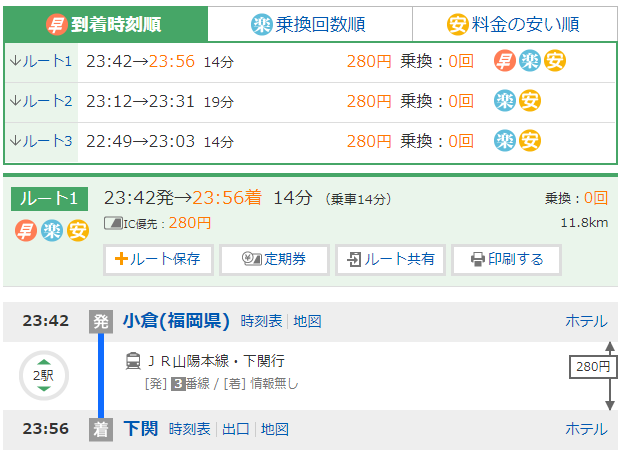 早 到着時刻順 楽 乗換回数順 安 料金の安い順
↓ルート1 23:42→23:56 14分 280円 乗換：0回 早 楽 安
↓ルート2 23:12→23:31 19分 280円 乗換：0回 楽 安
↓ルート3 22:49→23:03 14分 280円 乗換：0回 楽 安
ルート1 23:42発→23:56着 14分 （乗車14分） 乗換：0回
早 楽 安 IC優先：280円 11.8km
ルート保存 定期券 ルート共有 印刷する
23:42 発 小倉(福岡県) 時刻表 地図 ホテル
2駅 ＪＲ山陽本線・下関行 280円
[発] 3番線 / [着] 情報無し
23:56 着 下関 時刻表 出口 地図 ホテル